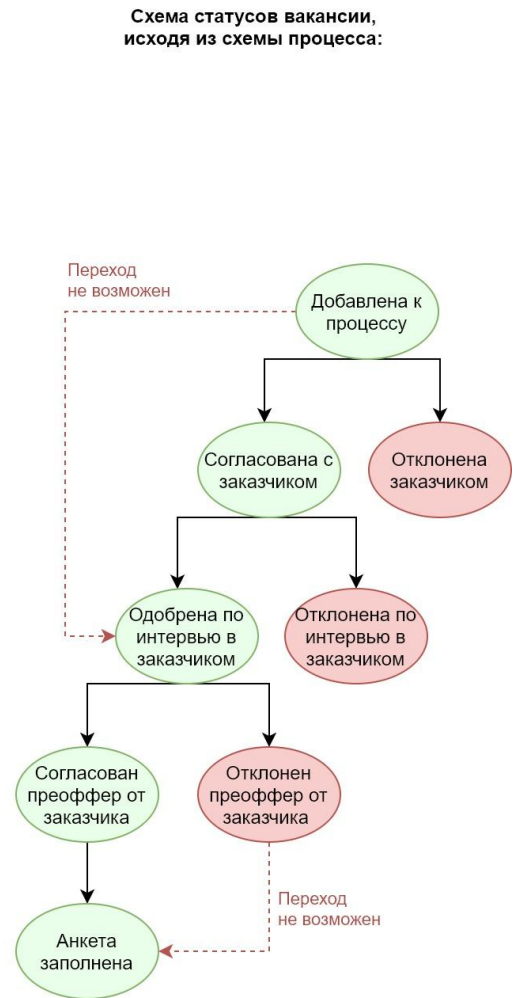 Схема статусов вакансии,
исходя из схемы процесса:
Переход
не возможен
Добавлена к
процессу
Согласована с
заказчиком
Отклонена
заказчиком
Одобрена по
интервью в
заказчиком
Отклонена по
интервью в
заказчиком
Согласован
преоффер от
заказчика
Отклонен
преоффер от
заказчика
Переход
не возможен
Анкета
заполнена